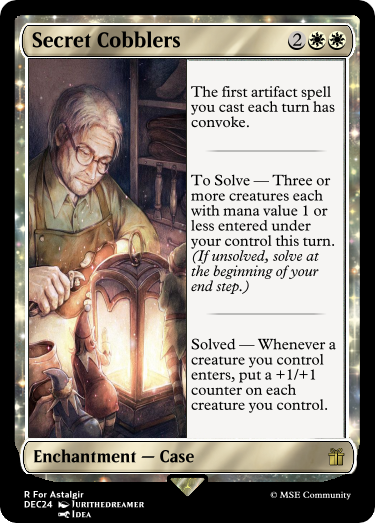 Secret Cobblers 2
The first artifact spell
you cast each turn has
convoke.
To Solve — Three or
more creatures each
with mana value 1 or
less entered under
your control this turn.
(If unsolved, solve at
the beginning of your
end step.)
Solved — Whenever a
creature you control
enters, put a +1/+1
counter on each
creature you control.
Enchantment — Case
R For Astalgir
DEC24 Jurithedreamer © MSE Community
Idea